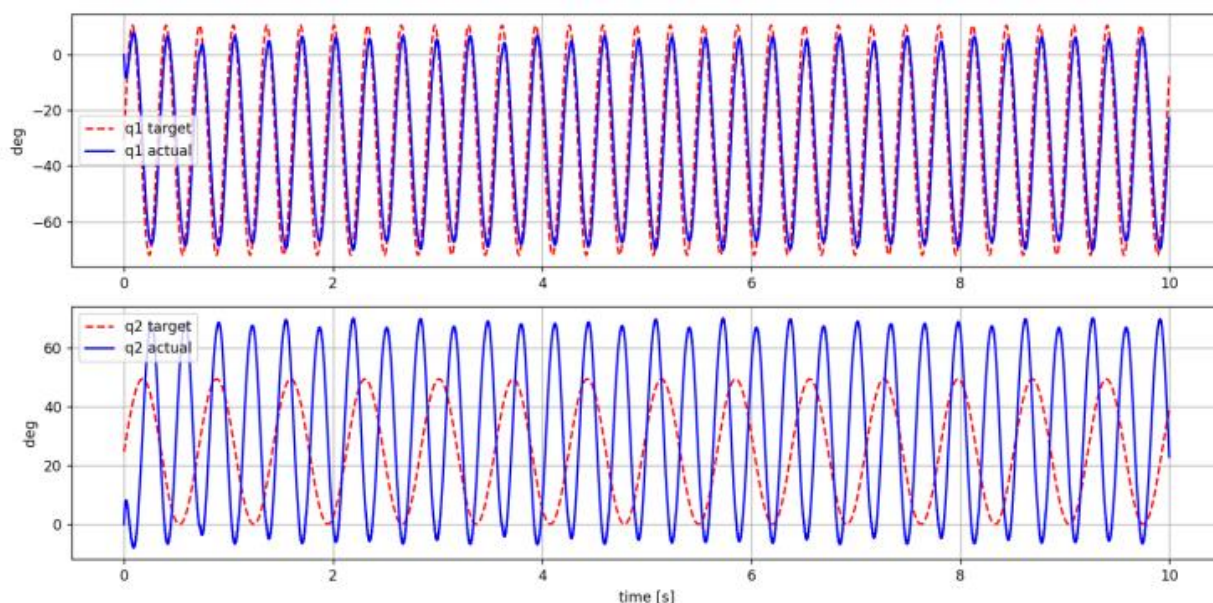 0
−20
−40
−60
deg
q1 target
q1 actual
0 2 4 6 8 10
60
40
20
0
deg
q2 target
q2 actual
0 2 4 6 8 10
time [s]